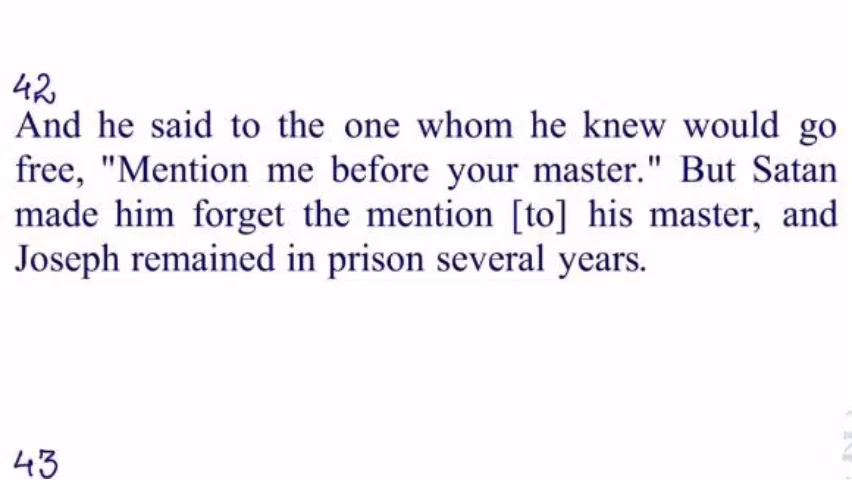 42
And he said to the one whom he knew would go
free, "Mention me before your master." But Satan
made him forget the mention [to] his master, and
Joseph remained in prison several years.
43